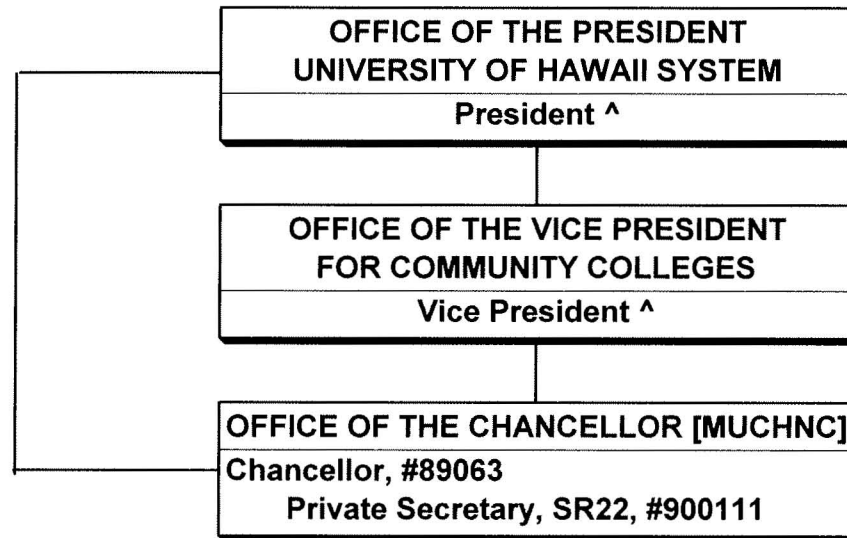 OFFICE OF THE PRESIDENT
UNIVERSITY OF HAWAII SYSTEM
President ^
OFFICE OF THE VICE PRESIDENT
FOR COMMUNITY COLLEGES
Vice President ^
OFFICE OF THE CHANCELLOR [MUCHNC]
Chancellor, #89063
Private Secretary, SR22, #900111